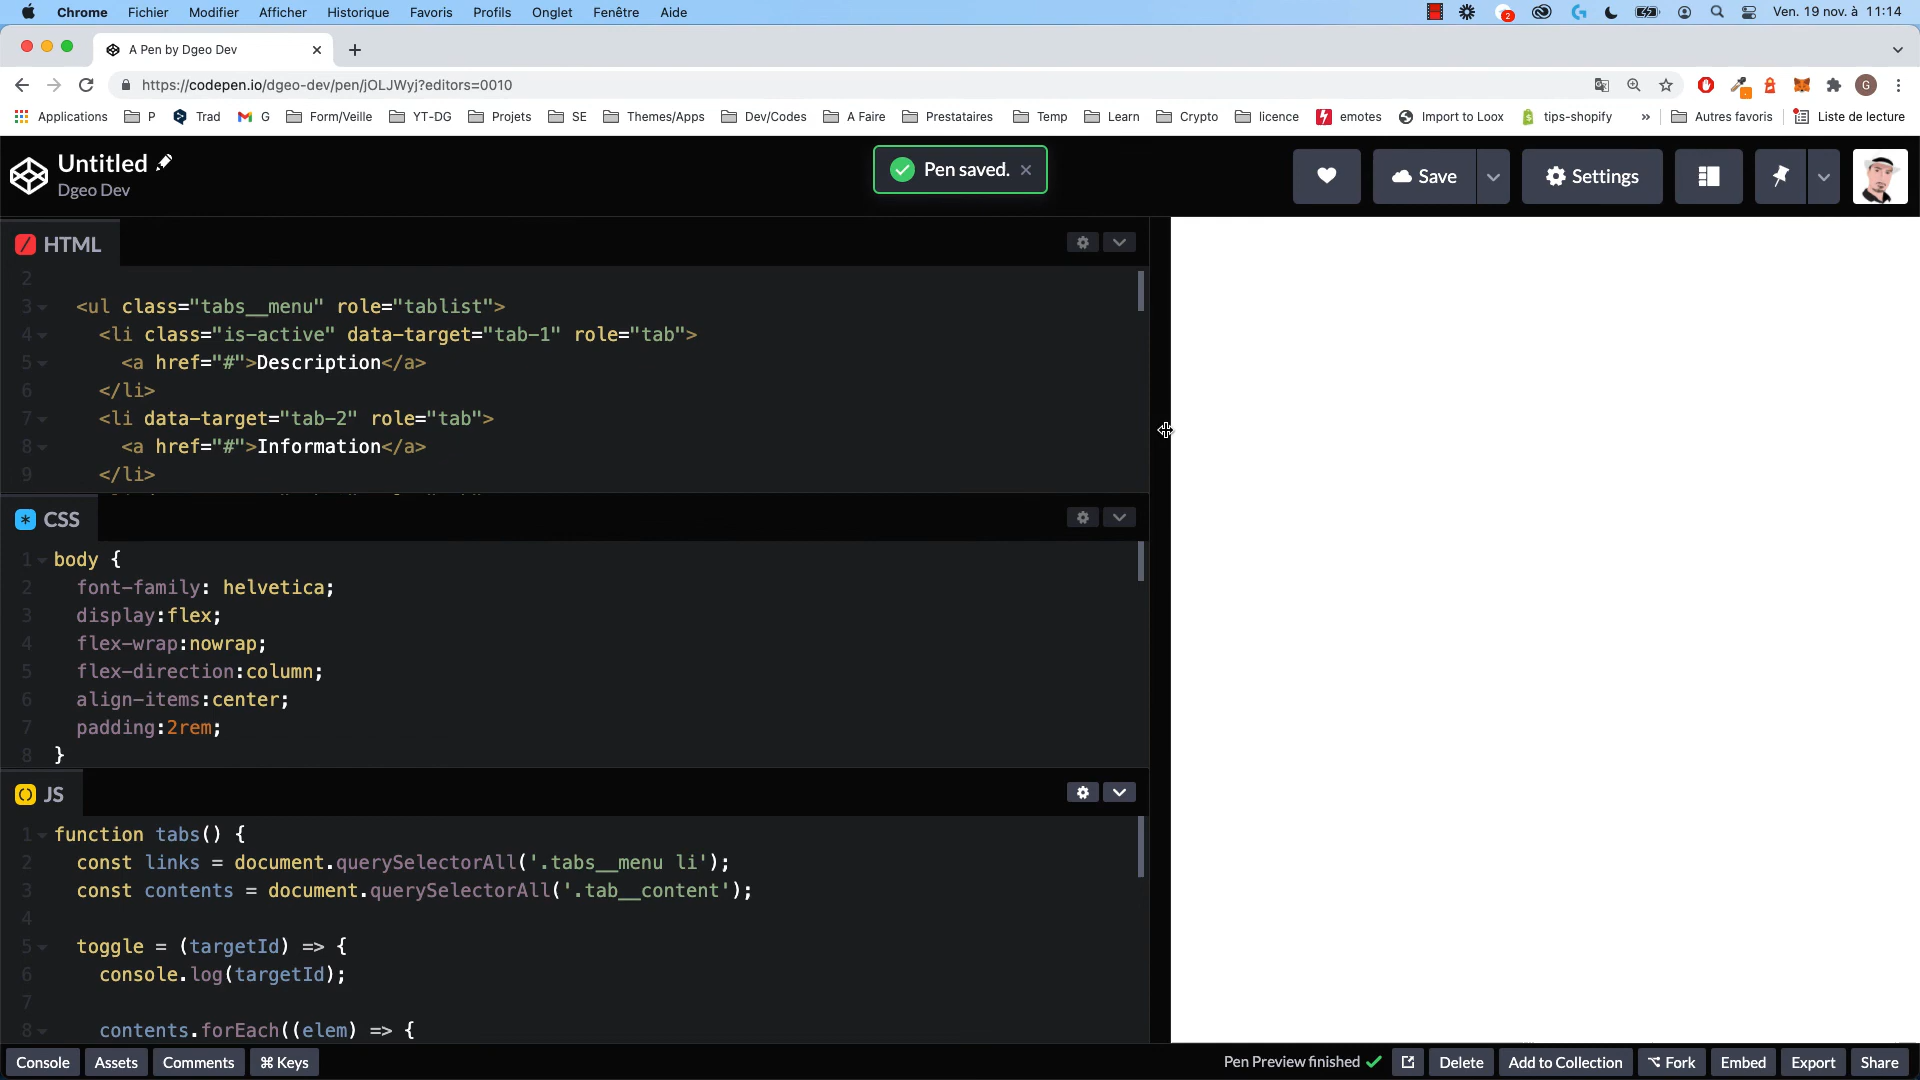 Chrome Fichier Modifier Afficher Historique Favoris Profils Onglet Fenêtre Aide 2 Ven. 19 nov. à 11:14
A Pen by Dgeo Dev
https://codepen.io/dgeo-dev/pen/jOLJWyj?editors=0010 G
Applications P Trad G Form/Veille YT-DG Projets SE Themes/Apps Dev/Codes A Faire Prestataires Temp Learn Crypto licence emotes Import to Loox tips-shopify » Autres favoris Liste de lecture
Untitled
Dgeo Dev
Pen saved. ×
Save Settings
HTML
2
3 <ul class="tabs__menu" role="tablist">
4 <li class="is-active" data-target="tab-1" role="tab">
5 <a href="#">Description</a>
6 </li>
7 <li data-target="tab-2" role="tab">
8 <a href="#">Information</a>
9 </li>
CSS
1 body {
2 font-family: helvetica;
3 display:flex;
4 flex-wrap:nowrap;
5 flex-direction:column;
6 align-items:center;
7 padding:2rem;
8 }
JS
1 function tabs() {
2 const links = document.querySelectorAll('.tabs__menu li');
3 const contents = document.querySelectorAll('.tab__content');
4
5 toggle = (targetId) => {
6 console.log(targetId);
7
8 contents.forEach((elem) => {
Console Assets Comments ⌘ Keys Pen Preview finished Delete Add to Collection Fork Embed Export Share